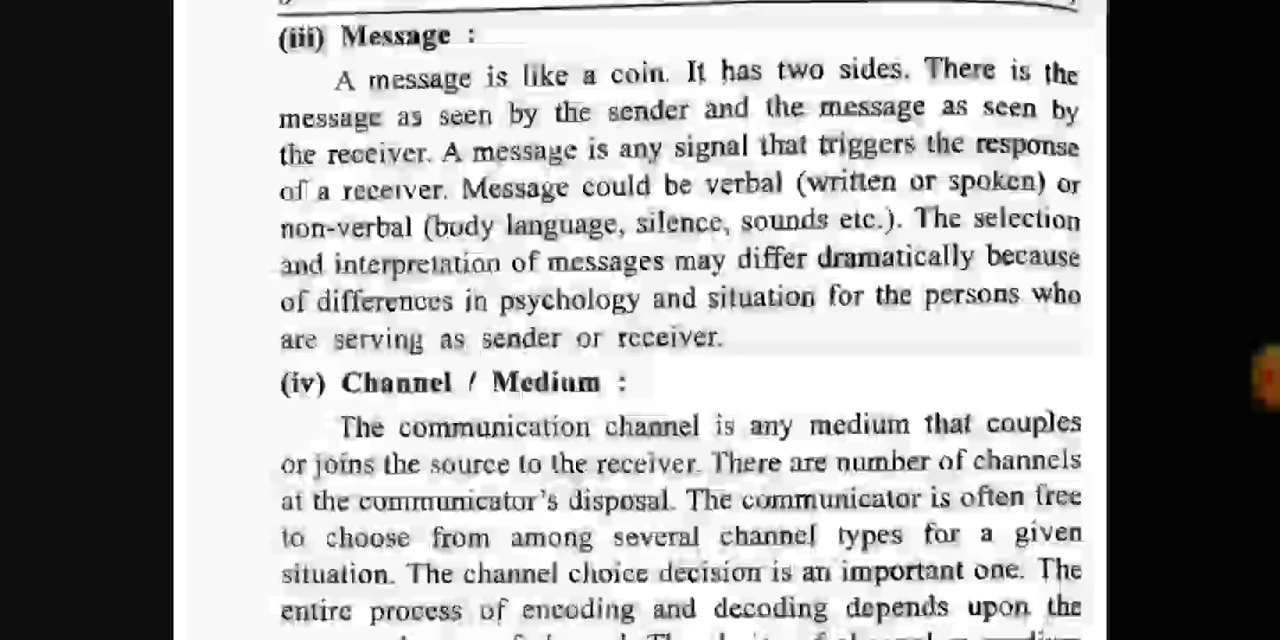 (iii) Message :
A message is like a coin. It has two sides. There is the
message as seen by the sender and the message as seen by
the receiver. A message is any signal that triggers the response
of a receiver. Message could be verbal (written or spoken) or
non-verbal (body language, silence, sounds etc.). The selection
and interpretation of messages may differ dramatically because
of differences in psychology and situation for the persons who
are serving as sender or receiver.
(iv) Channel / Medium :
The communication channel is any medium that couples
or joins the source to the receiver. There are number of channels
at the communicator's disposal. The communicator is often free
to choose from among several channel types for a given
situation. The channel choice decision is an important one. The
entire process of encoding and decoding depends upon the